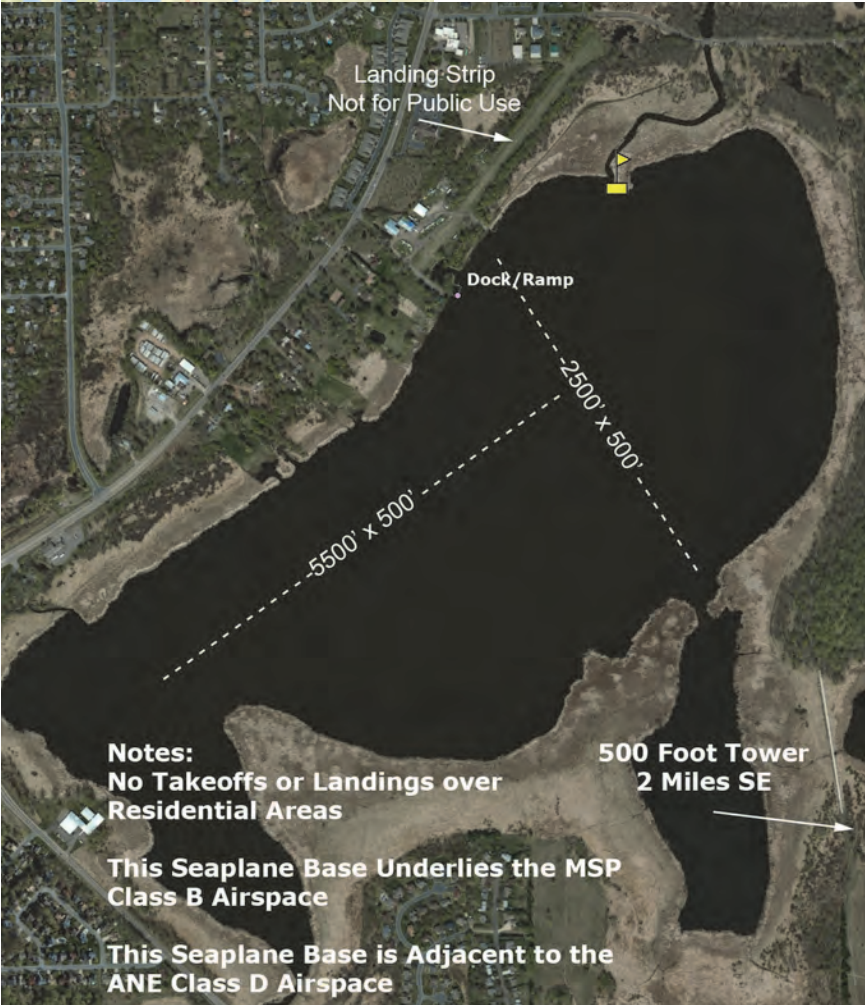 Landing Strip
Not for Public Use
Dock/Ramp
-2500' x 500'
-5500' x 500'
Notes:
No Takeoffs or Landings over
Residential Areas
500 Foot Tower
2 Miles SE
This Seaplane Base Underlies the MSP
Class B Airspace
This Seaplane Base is Adjacent to the
ANE Class D Airspace